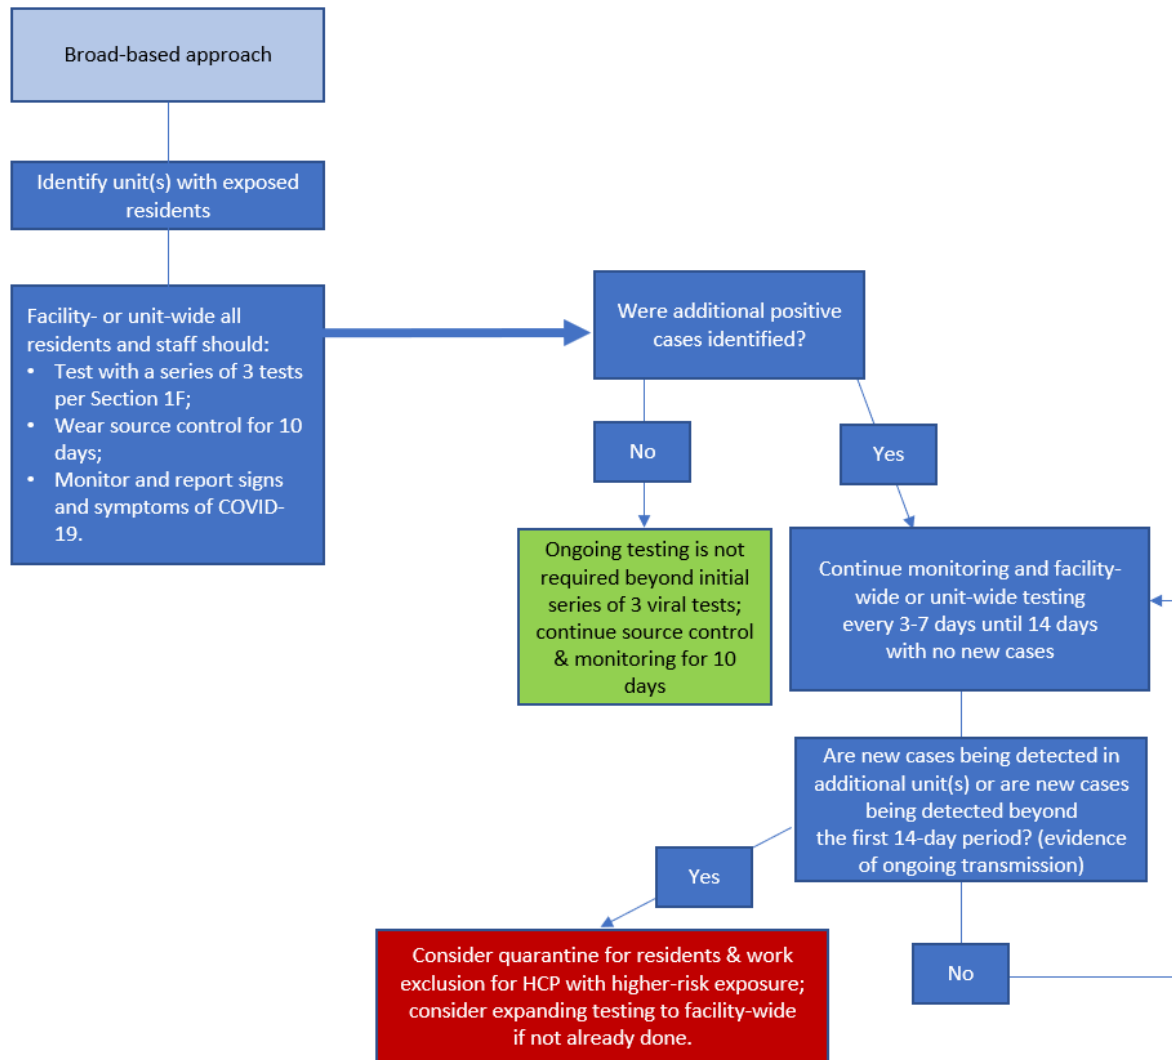 Broad-based approach
Identify unit(s) with exposed
residents
Facility- or unit-wide all
residents and staff should:
• Test with a series of 3 tests
per Section 1F;
• Wear source control for 10
days;
• Monitor and report signs
and symptoms of COVID-
19.
Were additional positive
cases identified?
No
Yes
Ongoing testing is not
required beyond initial
series of 3 viral tests;
continue source control
& monitoring for 10
days
Continue monitoring and facility-
wide or unit-wide testing
every 3-7 days until 14 days
with no new cases
Are new cases being detected in
additional unit(s) or are new cases
being detected beyond
the first 14-day period? (evidence
of ongoing transmission)
Yes
No
Consider quarantine for residents & work
exclusion for HCP with higher-risk exposure;
consider expanding testing to facility-wide
if not already done.